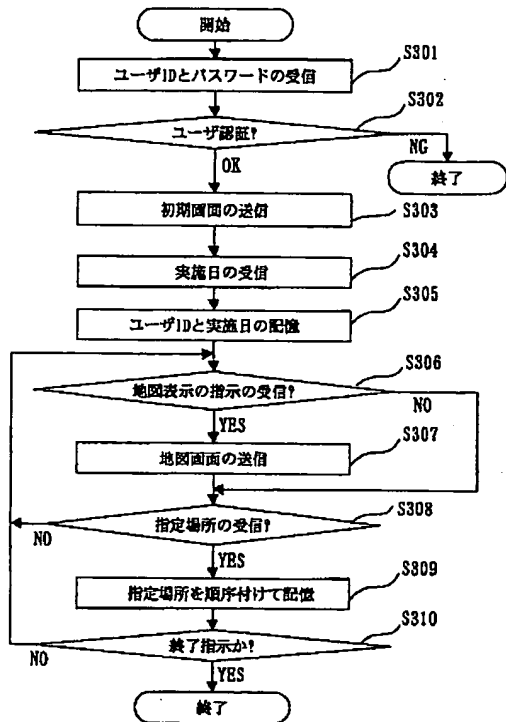 開始
S301
ユーザIDとパスワードの受信
S302
ユーザ認証?
NG
OK
終了
初期画面の送信
S303
S304
実施日の受信
S305
ユーザIDと実施日の記憶
S306
地図表示の指示の受信?
NO
YES
S307
地図画面の送信
S308
指定場所の受信?
NO
YES
S309
指定場所を順序付けて記憶
S310
終了指示か?
NO
YES
終了